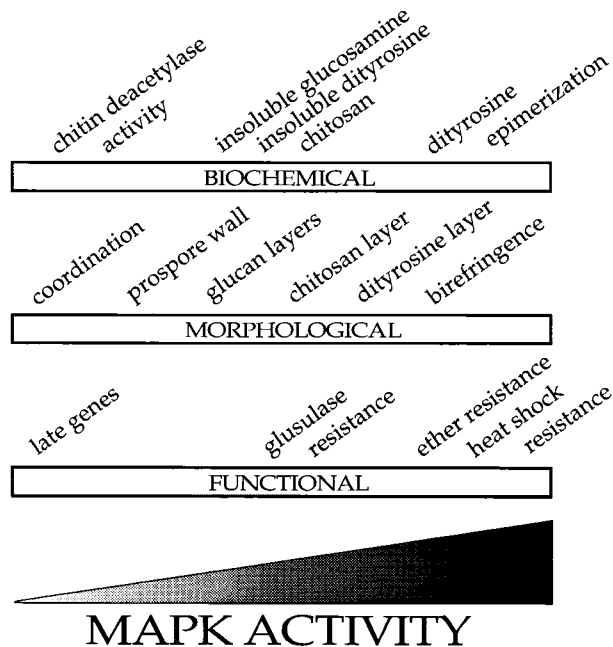 chitin deacetylase
activity
insoluble glucosamine
insoluble dityrosine
chitosan
dityrosine
epimerization
BIOCHEMICAL
coordination
prospore wall
glucan layers
chitosan layer
dityrosine layer
birefringence
MORPHOLOGICAL
late genes
glusulase
resistance
ether resistance
heat shock
resistance
FUNCTIONAL
MAPK ACTIVITY